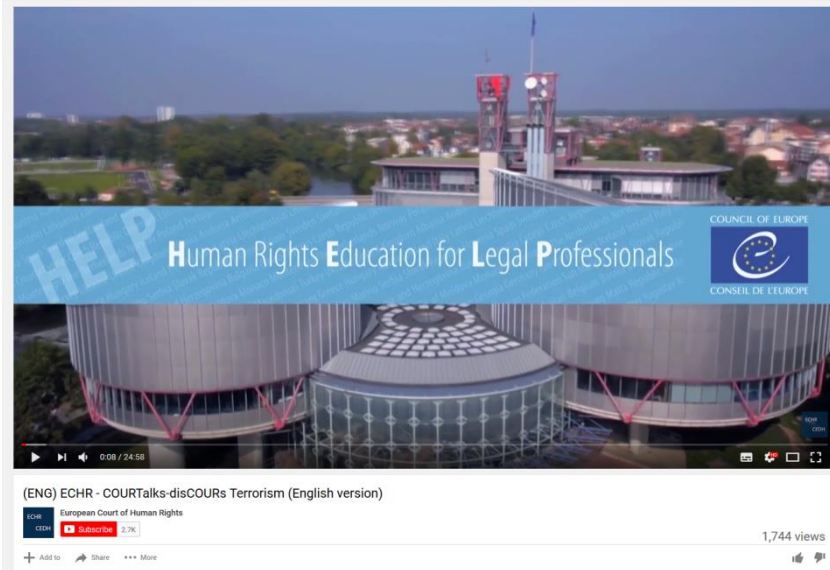 COUNCIL OF EUROPE
HELP
Human Rights Education for Legal Professionals
CONSEIL DE L'EUROPE
ECHR
CEDH
0:08 / 24:58
HD
(ENG) ECHR - COURTalks-disCOURs Terrorism (English version)
ECHR
CEDH
European Court of Human Rights
Subscribe 2.7K
1,744 views
Add to Share More